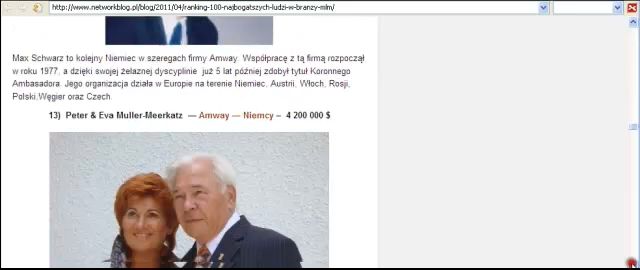 http://www.networkblog.pl/blog/2011/04/ranking-100-najbogatszych-ludzi-w-branzy-mlm/
Max Schwarz to kolejny Niemiec w szeregach firmy Amway. Współpracę z tą firmą rozpoczął
w roku 1977, a dzięki swojej żelaznej dyscyplinie już 5 lat później zdobył tytuł Koronnego
Ambasadora. Jego organizacja działa w Europie na terenie Niemiec, Austrii, Włoch, Rosji,
Polski,Węgier oraz Czech.
13) Peter & Eva Muller-Meerkatz — Amway — Niemcy – 4 200 000 $